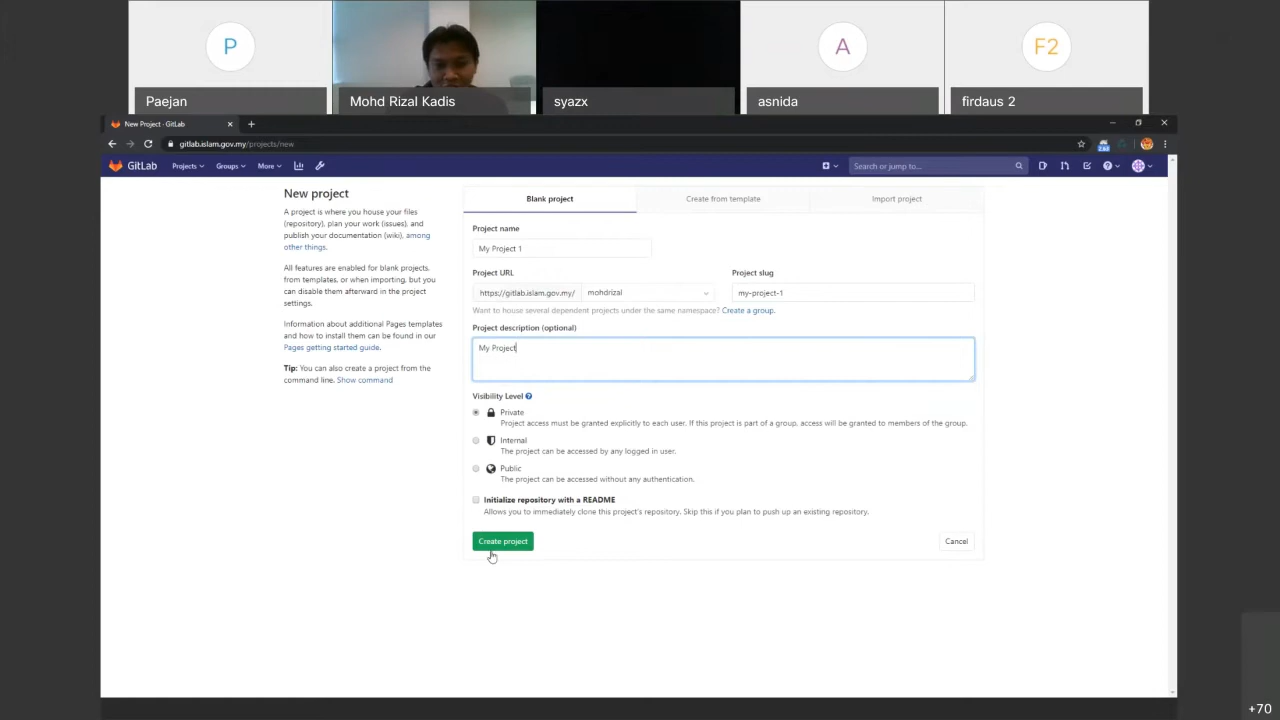 P
A
F2
Paejan
Mohd Rizal Kadis
syazx
asnida
firdaus 2
New Project · GitLab
gitlab.islam.gov.my/projects/new
GitLab
Projects
Groups
More
Search or jump to...
New project
A project is where you house your files
(repository), plan your work (issues), and
publish your documentation (wiki), among
other things.
All features are enabled for blank projects,
from templates, or when importing, but you
can disable them afterward in the project
settings.
Information about additional Pages templates
and how to install them can be found in our
Pages getting started guide.
Tip: You can also create a project from the
command line. Show command
Blank project
Create from template
Import project
Project name
My Project 1
Project URL
Project slug
https://gitlab.islam.gov.my/
mohdrizal
my-project-1
Want to house several dependent projects under the same namespace? Create a group.
Project description (optional)
My Project
Visibility Level
Private
Project access must be granted explicitly to each user. If this project is part of a group, access will be granted to members of the group.
Internal
The project can be accessed by any logged in user.
Public
The project can be accessed without any authentication.
Initialize repository with a README
Allows you to immediately clone this project's repository. Skip this if you plan to push up an existing repository.
Create project
Cancel
+70